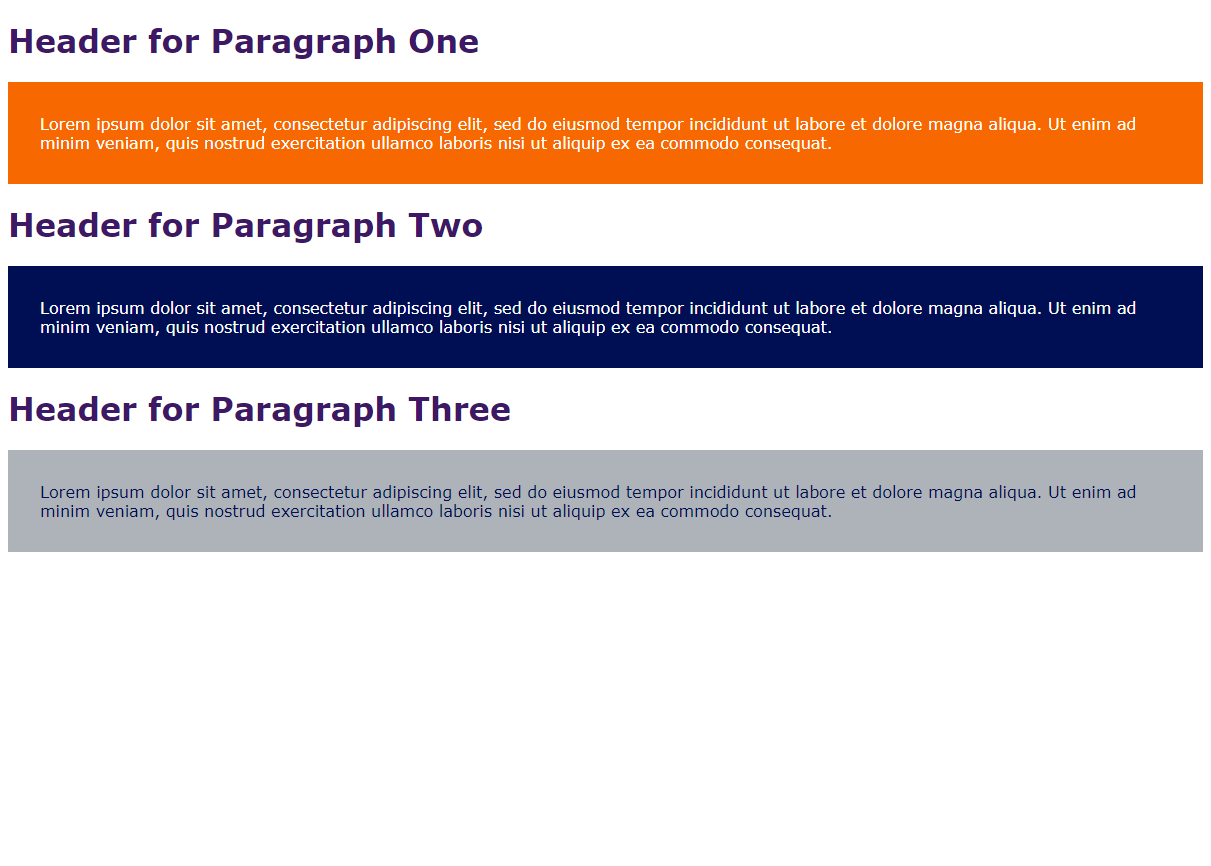 Header for Paragraph One
Lorem ipsum dolor sit amet, consectetur adipiscing elit, sed do eiusmod tempor incididunt ut labore et dolore magna aliqua. Ut enim ad
minim veniam, quis nostrud exercitation ullamco laboris nisi ut aliquip ex ea commodo consequat.
Header for Paragraph Two
Lorem ipsum dolor sit amet, consectetur adipiscing elit, sed do eiusmod tempor incididunt ut labore et dolore magna aliqua. Ut enim ad
minim veniam, quis nostrud exercitation ullamco laboris nisi ut aliquip ex ea commodo consequat.
Header for Paragraph Three
Lorem ipsum dolor sit amet, consectetur adipiscing elit, sed do eiusmod tempor incididunt ut labore et dolore magna aliqua. Ut enim ad
minim veniam, quis nostrud exercitation ullamco laboris nisi ut aliquip ex ea commodo consequat.